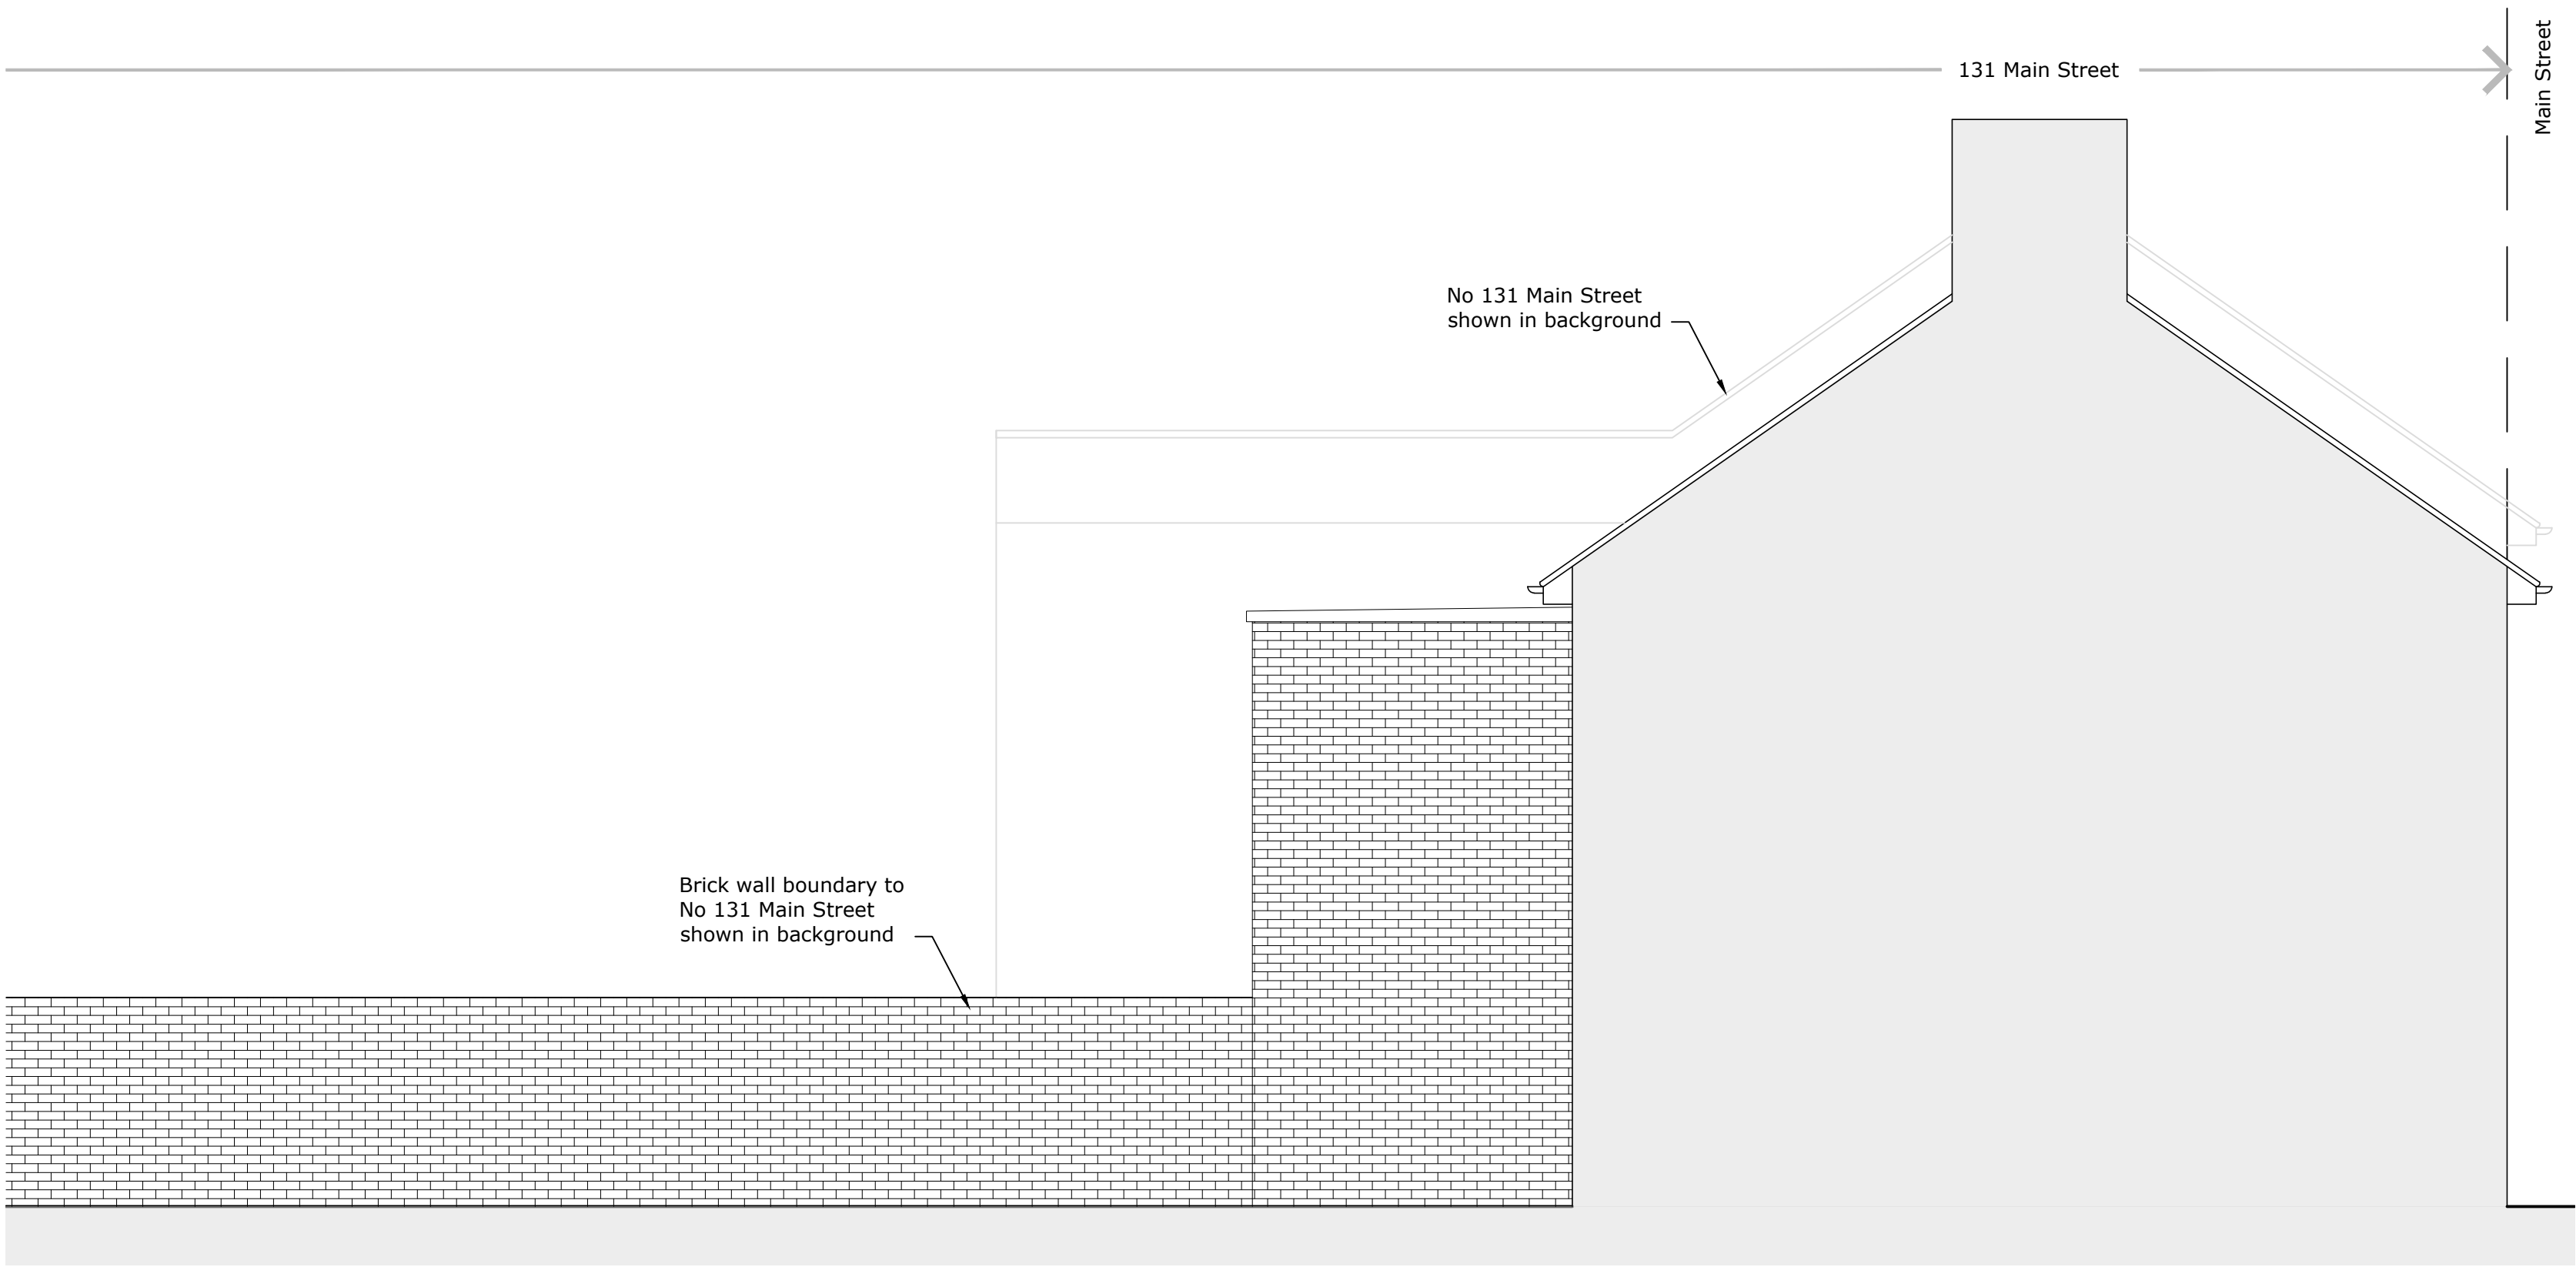 131 Main Street
Main Street
No 131 Main Street
shown in background
Brick wall boundary to
No 131 Main Street
shown in background